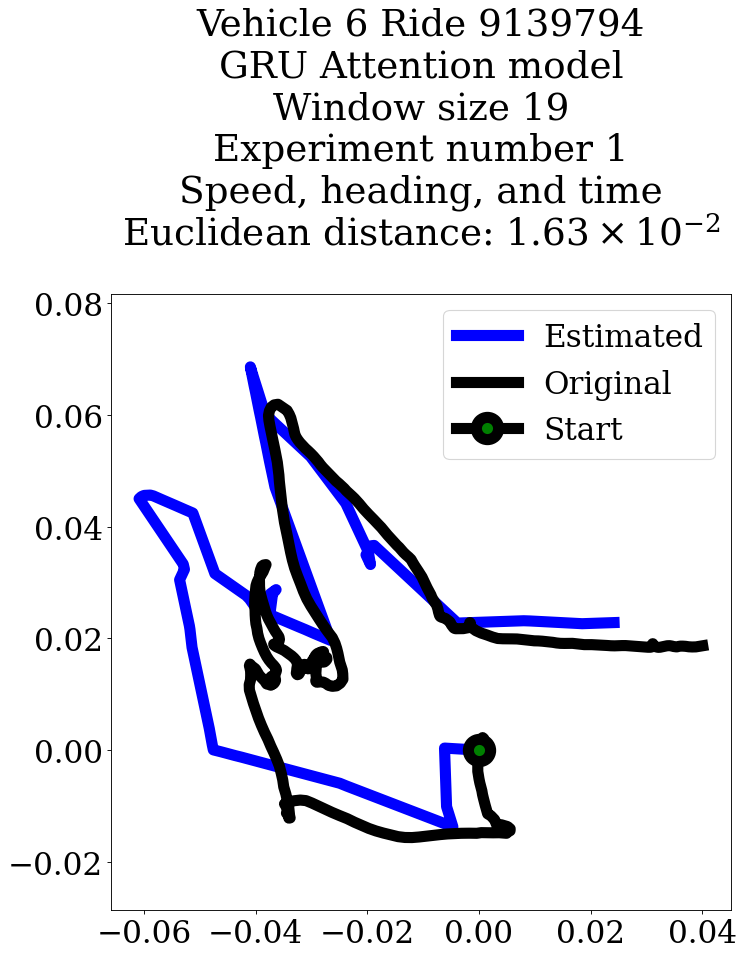 Vehicle 6 Ride 9139794
GRU Attention model
Window size 19
Experiment number 1
Speed, heading, and time
Euclidean distance: 1.63 × 10⁻²
Estimated
Original
Start
0.08
0.06
0.04
0.02
0.00
−0.02
−0.06 −0.04 −0.02 0.00 0.02 0.04